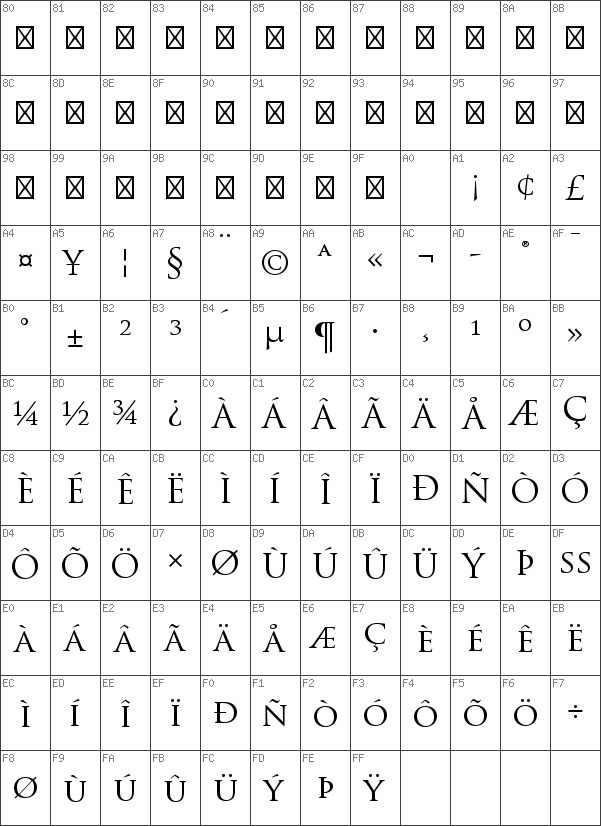 80 81 82 83 84 85 86 87 88 89 8A 8B
8C 8D 8E 8F 90 91 92 93 94 95 96 97
98 99 9A 9B 9C 9D 9E 9F A0 A1 A2 A3
¡ ¢ £
A4 A5 A6 A7 A8 A9 AA AB AC AD AE AF
¤ ¥ ¦ § ¨ © ª « ¬ - ® ¯
B0 B1 B2 B3 B4 B5 B6 B7 B8 B9 BA BB
° ± ² ³ ´ µ ¶ · ¸ ¹ º »
BC BD BE BF C0 C1 C2 C3 C4 C5 C6 C7
¼ ½ ¾ ¿ À Á Â Ã Ä Å Æ Ç
C8 C9 CA CB CC CD CE CF D0 D1 D2 D3
È É Ê Ë Ì Í Î Ï Ð Ñ Ò Ó
D4 D5 D6 D7 D8 D9 DA DB DC DD DE DF
Ô Õ Ö × Ø Ù Ú Û Ü Ý Þ SS
E0 E1 E2 E3 E4 E5 E6 E7 E8 E9 EA EB
À Á Â Ã Ä Å Æ Ç È É Ê Ë
EC ED EE EF F0 F1 F2 F3 F4 F5 F6 F7
Ì Í Î Ï Ð Ñ Ò Ó Ô Õ Ö ÷
F8 F9 FA FB FC FD FE FF
Ø Ù Ú Û Ü Ý Þ Ÿ